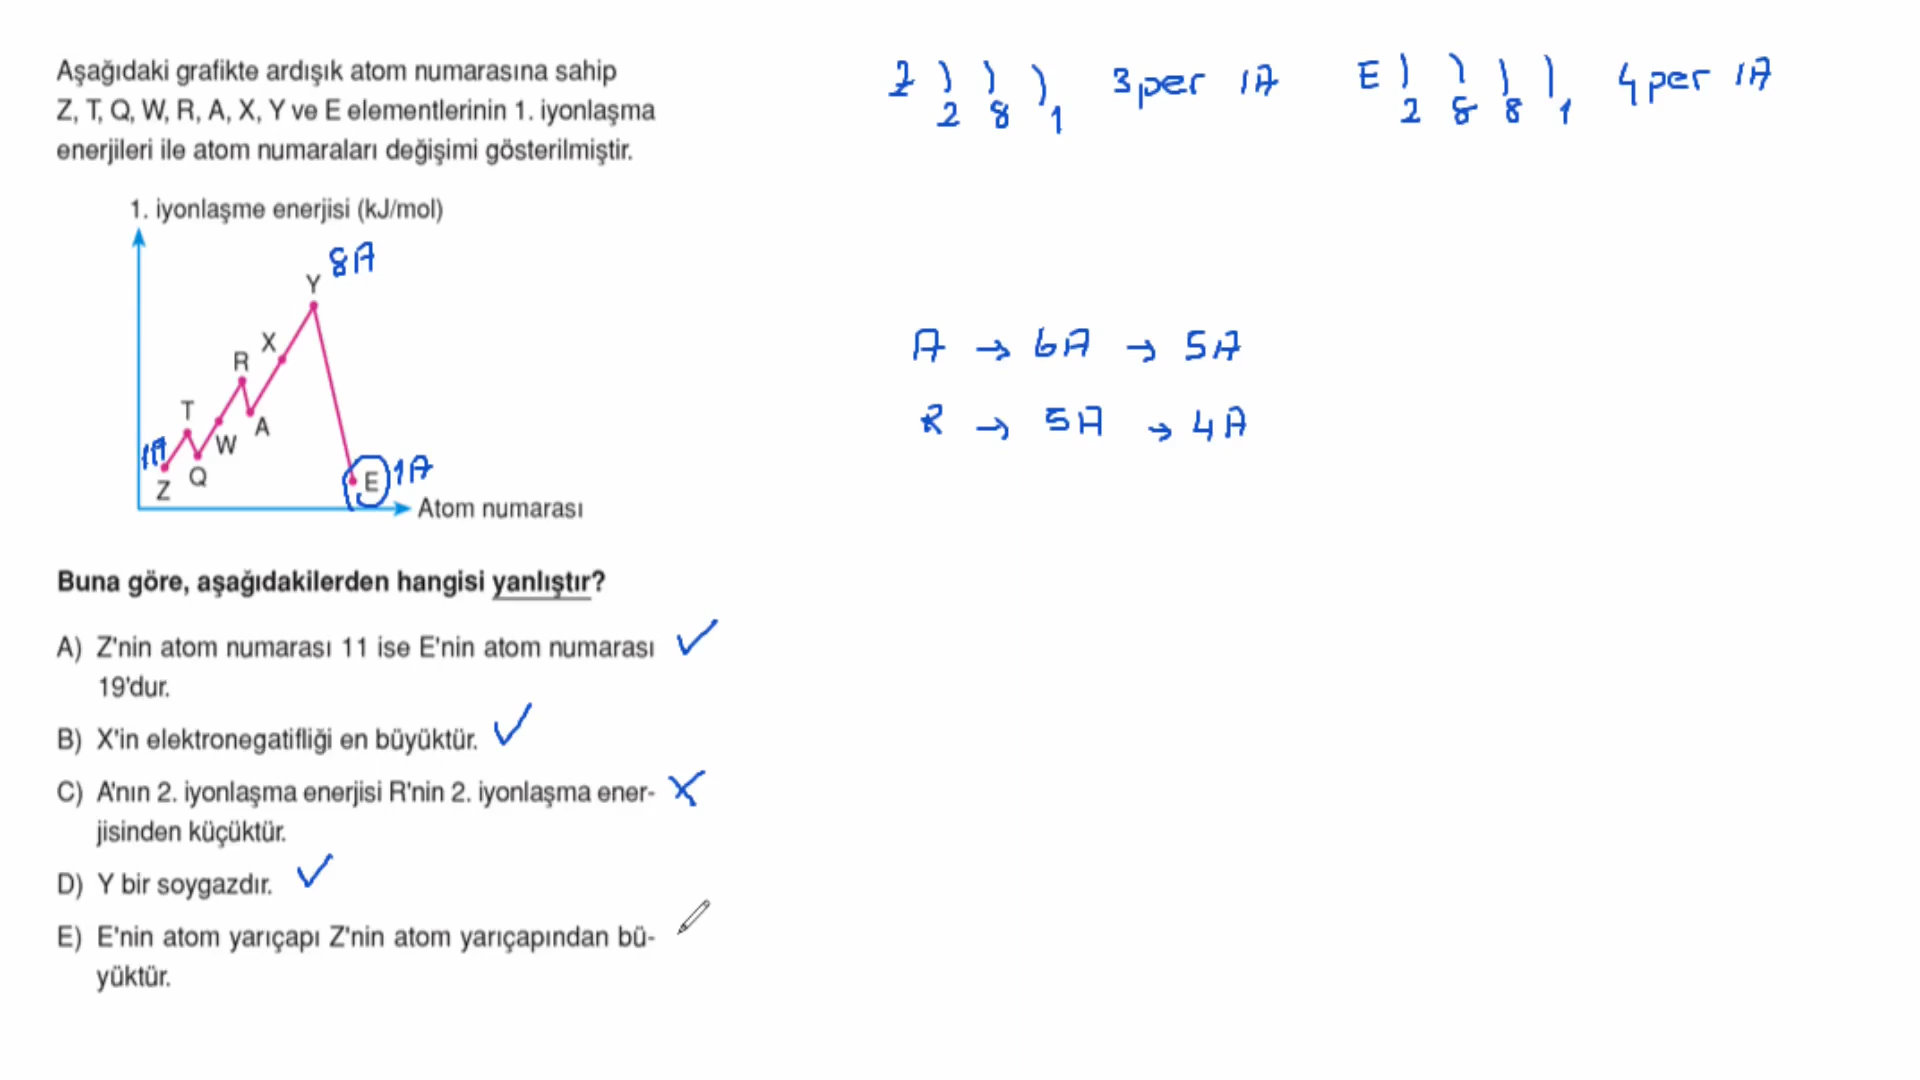 Aşağıdaki grafikte ardışık atom numarasına sahip
Z, T, Q, W, R, A, X, Y ve E elementlerinin 1. iyonlaşma
enerjileri ile atom numaraları değişimi gösterilmiştir.
1. iyonlaşme enerjisi (kJ/mol)
8A
Y
X
R
T
A
W
1A
Q
Z
E
1A
Atom numarası
Buna göre, aşağıdakilerden hangisi yanlıştır?
A) Z'nin atom numarası 11 ise E'nin atom numarası
19'dur.
B) X'in elektronegatifliği en büyüktür.
C) A'nın 2. iyonlaşma enerjisi R'nin 2. iyonlaşma ener-
jisinden küçüktür.
D) Y bir soygazdır.
E) E'nin atom yarıçapı Z'nin atom yarıçapından bü-
yüktür.
Z ) ) ) 3 per 1A
2 8 1
E ) ) ) ) 4 per 1A
2 8 8 1
A → 6A → 5A
R → 5A → 4A